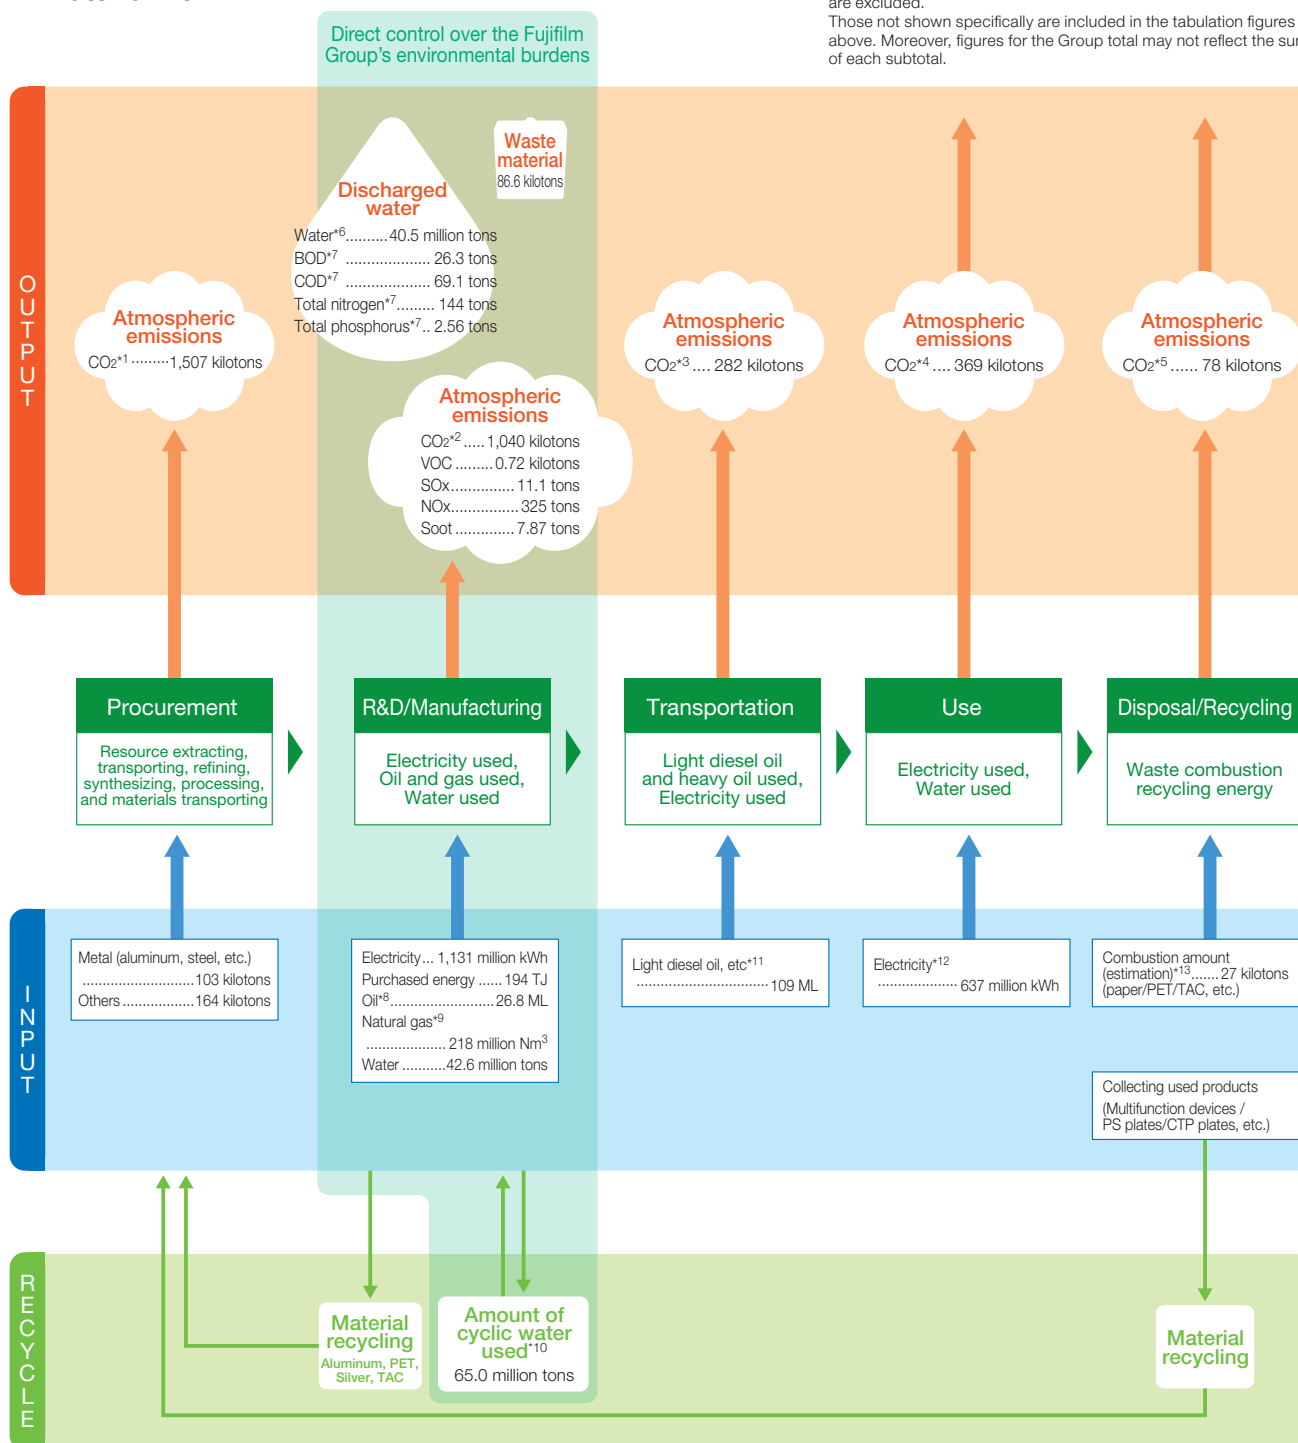 are excluded.
Those not shown specifically are included in the tabulation figures
above. Moreover, figures for the Group total may not reflect the
of each subtotal.
Direct control over the Fujifilm
Group's environmental burdens
OUTPUT
Atmospheric
emissions
CO2*1 .........1,507 kilotons
Discharged
water
Water*6..........40.5 million tons
BOD*7 .................... 26.3 tons
COD*7 .................... 69.1 tons
Total nitrogen*7......... 144 tons
Total phosphorus*7.. 2.56 tons
Waste
material
86.6 kilotons
Atmospheric
emissions
CO2*2 ..... 1,040 kilotons
VOC ......... 0.72 kilotons
SOx............... 11.1 tons
NOx................ 325 tons
Soot .............. 7.87 tons
Atmospheric
emissions
CO2*3 .... 282 kilotons
Atmospheric
emissions
CO2*4 .... 369 kilotons
Atmospheric
emissions
CO2*5 ...... 78 kilotons
Procurement
Resource extracting,
transporting, refining,
synthesizing, processing,
and materials transporting
R&D/Manufacturing
Electricity used,
Oil and gas used,
Water used
Transportation
Light diesel oil
and heavy oil used,
Electricity used
Use
Electricity used,
Water used
Disposal/Recycling
Waste combustion
recycling energy
INPUT
Metal (aluminum, steel, etc.)
............................103 kilotons
Others .................. 164 kilotons
Electricity... 1,131 million kWh
Purchased energy ...... 194 TJ
Oil*8.......................... 26.8 ML
Natural gas*9
.................... 218 million Nm3
Water ...........42.6 million tons
Light diesel oil, etc*11
................................. 109 ML
Electricity*12
.................... 637 million kWh
Combustion amount
(estimation)*13....... 27 kilotons
(paper/PET/TAC, etc.)
Collecting used products
(Multifunction devices /
PS plates/CTP plates, etc.)
RECYCLE
Material
recycling
Aluminum, PET,
Silver, TAC
Amount of
cyclic water
used*10
65.0 million tons
Material
recycling